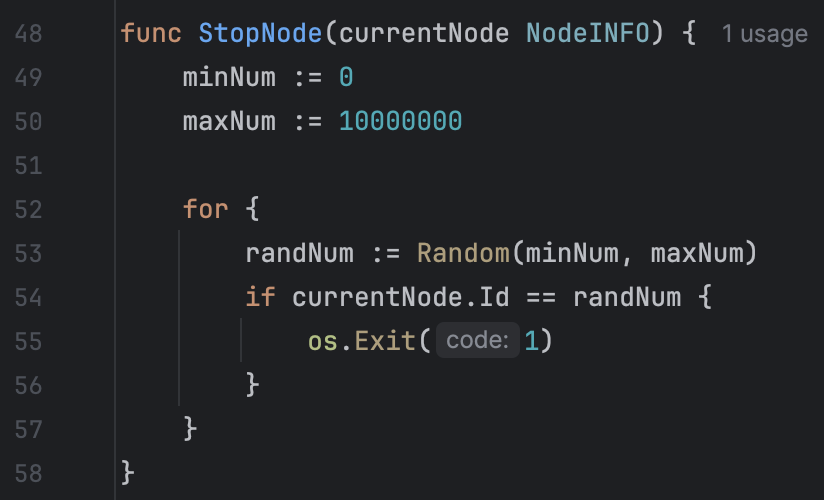 48 func StopNode(currentNode NodeINFO) { 1 usage
49 minNum := 0
50 maxNum := 10000000
51
52 for {
53 randNum := Random(minNum, maxNum)
54 if currentNode.Id == randNum {
55 os.Exit( code: 1)
56 }
57 }
58 }